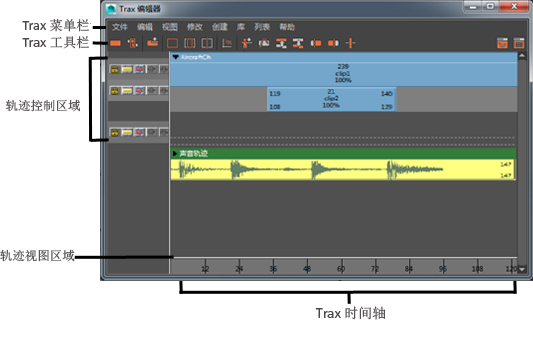 Trax 编辑器
Trax 菜单栏
文件 编辑 视图 修改 创建 库 列表 帮助
Trax 工具栏
轨迹控制区域
AircraftCh
239
clip1
100%
119 21 140
clip2
108 100% 129
声音轨迹
147
147
轨迹视图区域
12 24 36 48 60 72 84 96 108 120
Trax 时间轴